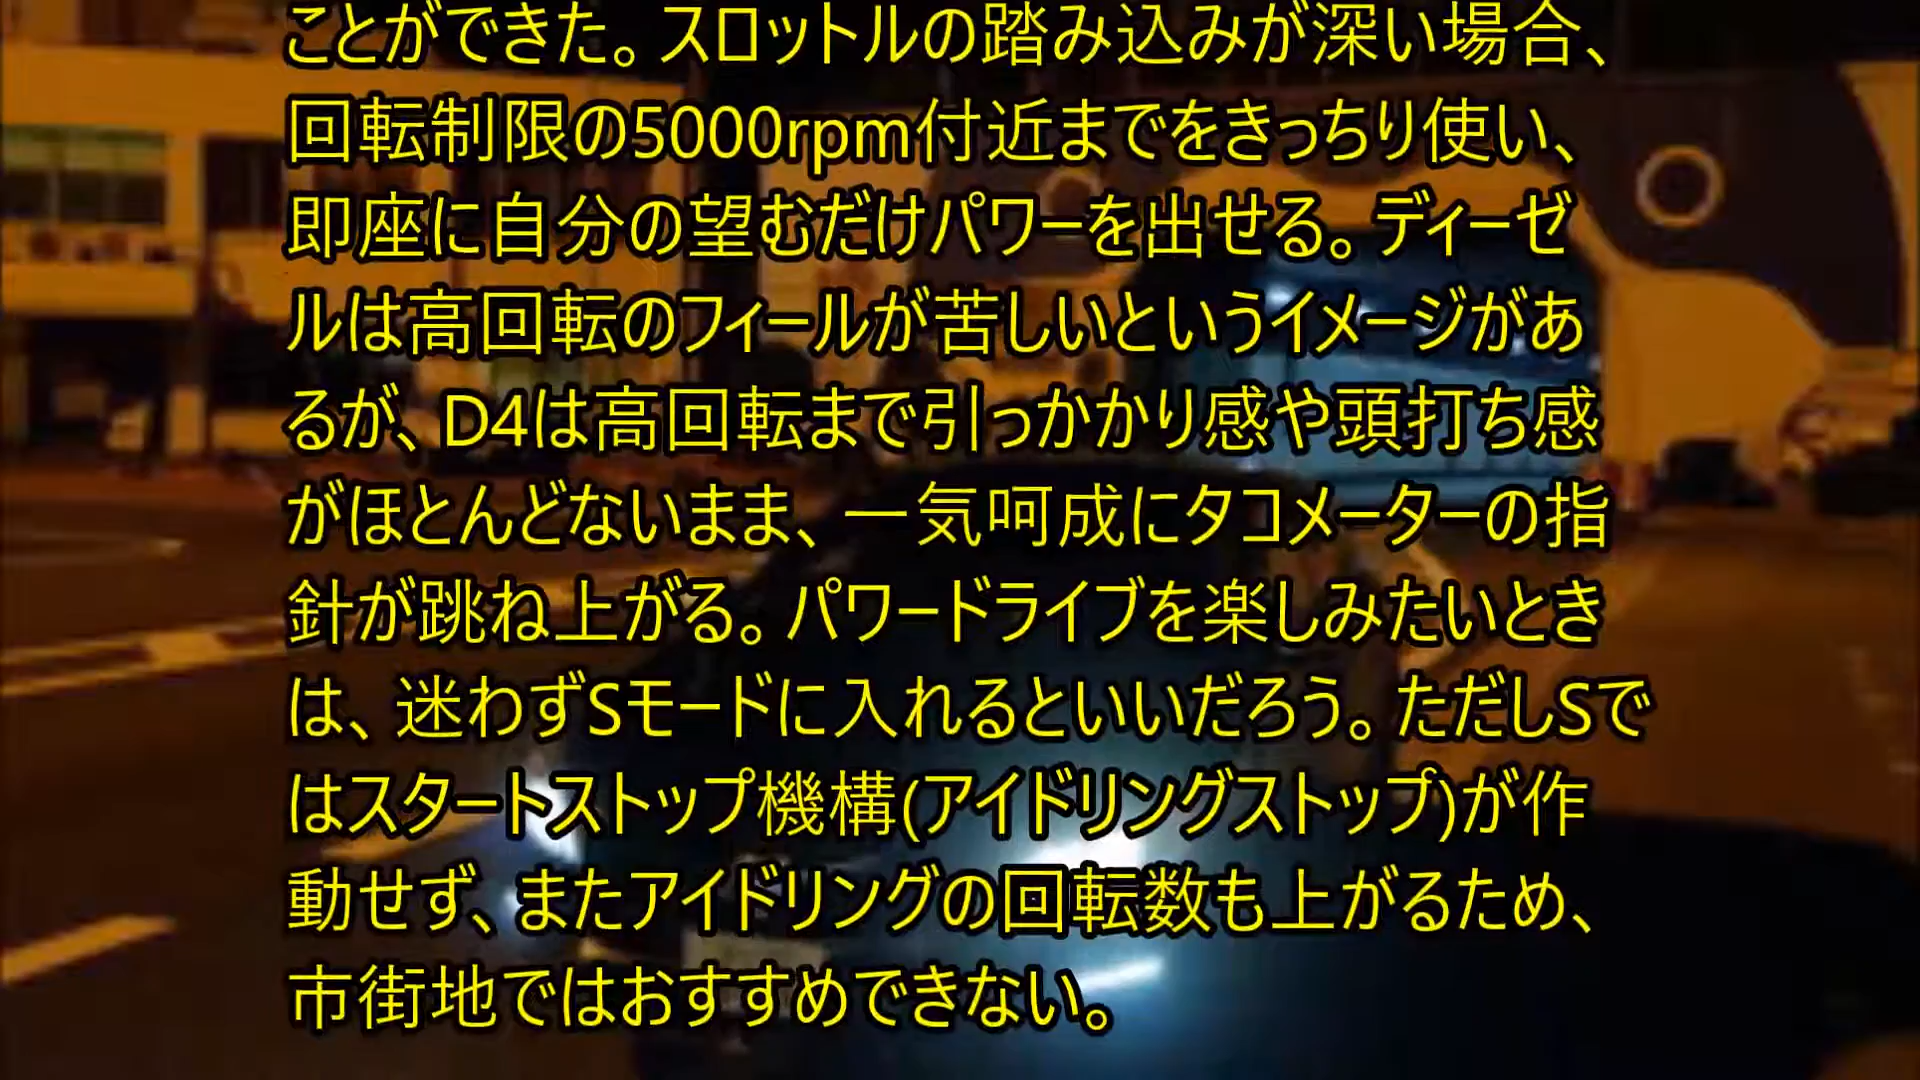 ことができた。スロットルの踏み込みが深い場合、
回転制限の5000rpm付近までをきっちり使い、
即座に自分の望むだけパワーを出せる。ディーゼ
ルは高回転のフィールが苦しいというイメージがあ
るが、D4は高回転まで引っかかり感や頭打ち感
がほとんどないまま、一気呵成にタコメーターの指
針が跳ね上がる。パワードライブを楽しみたいとき
は、迷わずSモードに入れるといいだろう。ただしSで
はスタートストップ機構(アイドリングストップ)が作
動せず、またアイドリングの回転数も上がるため、
市街地ではおすすめできない。